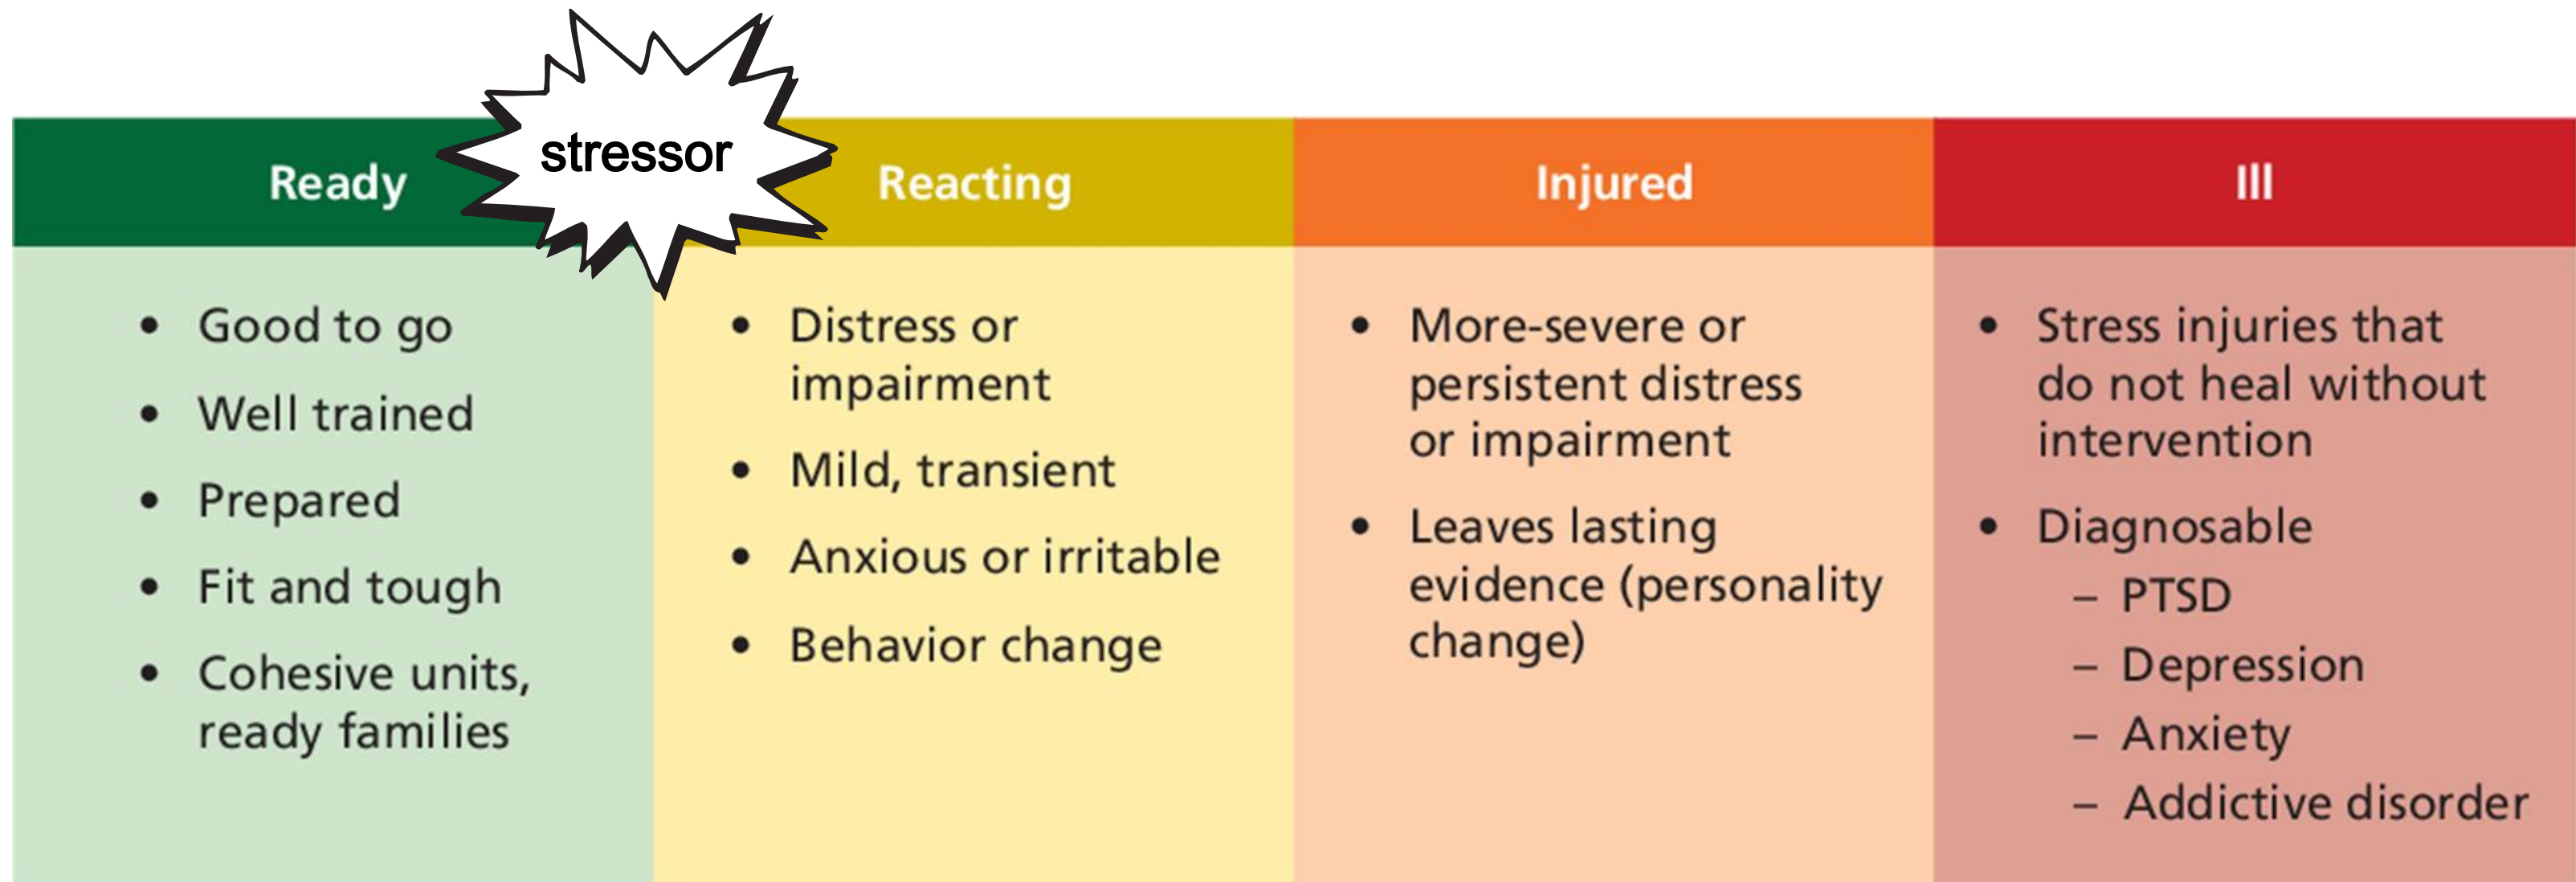 stressor
Ready
Reacting
Injured
Ill
• Good to go
• Well trained
• Prepared
• Fit and tough
• Cohesive units,
ready families
• Distress or
impairment
• Mild, transient
• Anxious or irritable
• Behavior change
• More-severe or
persistent distress
or impairment
• Leaves lasting
evidence (personality
change)
• Stress injuries that
do not heal without
intervention
• Diagnosable
– PTSD
– Depression
– Anxiety
– Addictive disorder